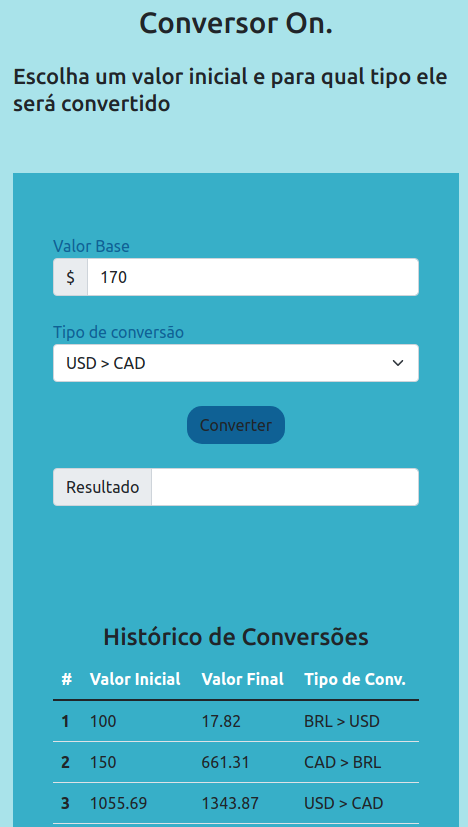 Conversor On.
Escolha um valor inicial e para qual tipo ele
será convertido
Valor Base
$ 170
Tipo de conversão
USD > CAD
Converter
Resultado
Histórico de Conversões
# Valor Inicial Valor Final Tipo de Conv.
1 100 17.82 BRL > USD
2 150 661.31 CAD > BRL
3 1055.69 1343.87 USD > CAD